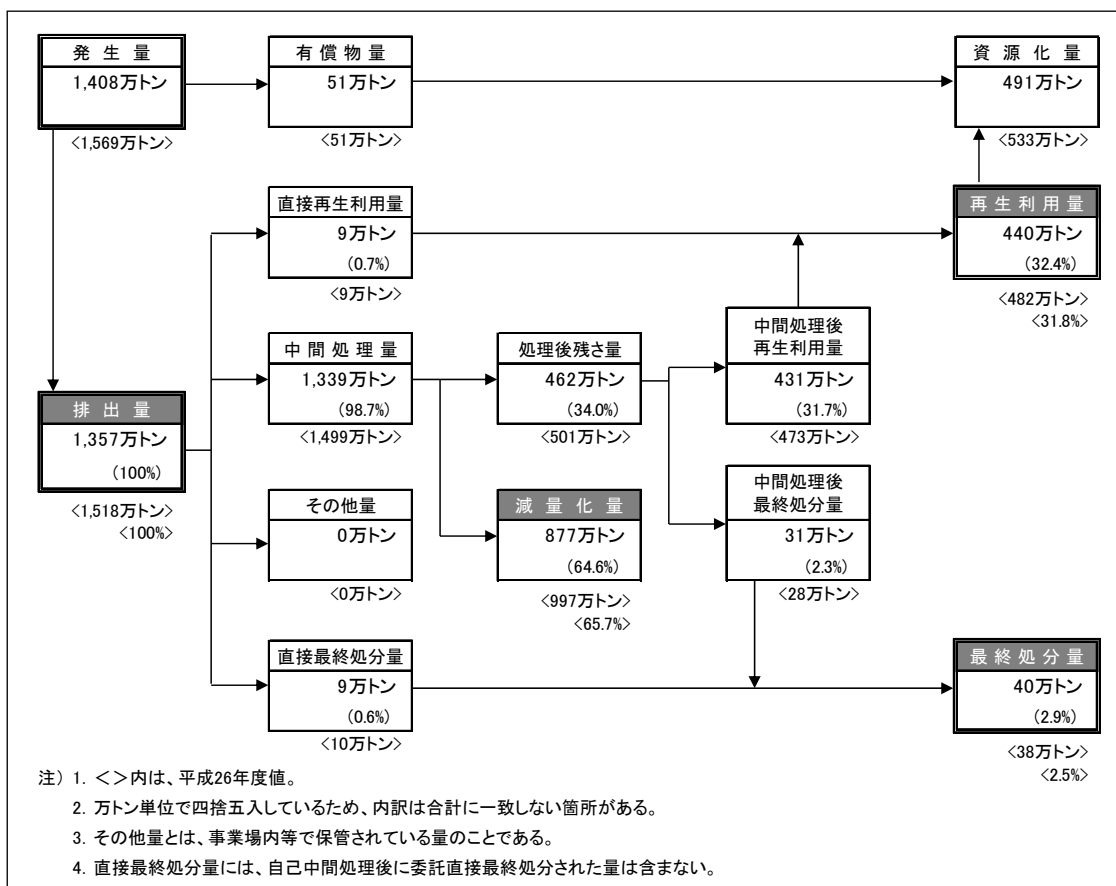 発生量
1,408万トン
<1,569万トン>
有償物量
51万トン
<51万トン>
資源化量
491万トン
<533万トン>
直接再生利用量
9万トン
(0.7%)
<9万トン>
再生利用量
440万トン
(32.4%)
<482万トン>
<31.8%>
中間処理量
1,339万トン
(98.7%)
<1,499万トン>
処理後残さ量
462万トン
(34.0%)
<501万トン>
中間処理後
再生利用量
431万トン
(31.7%)
<473万トン>
排出量
1,357万トン
(100%)
<1,518万トン>
<100%>
その他量
0万トン
<0万トン>
減量化量
877万トン
(64.6%)
<997万トン>
<65.7%>
中間処理後
最終処分量
31万トン
(2.3%)
<28万トン>
直接最終処分量
9万トン
(0.6%)
<10万トン>
最終処分量
40万トン
(2.9%)
<38万トン>
<2.5%>
注) 1. <>内は、平成26年度値。
2. 万トン単位で四捨五入しているため、内訳は合計に一致しない箇所がある。
3. その他量とは、事業場内等で保管されている量のことである。
4. 直接最終処分量には、自己中間処理後に委託直接最終処分された量は含まない。